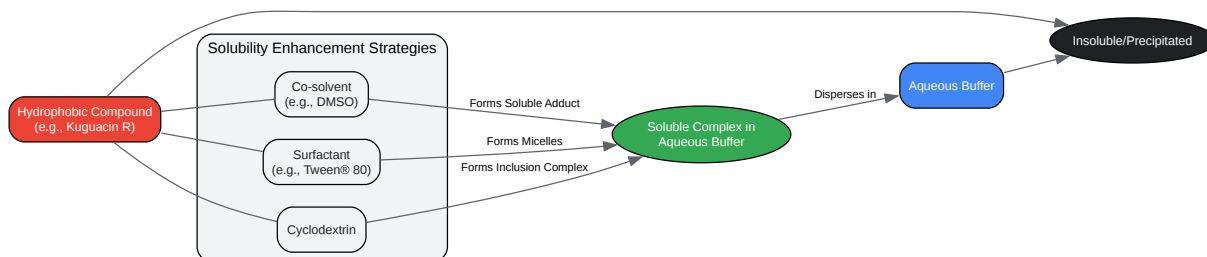 Insoluble/Precipitated
Solubility Enhancement Strategies
Co-solvent
(e.g., DMSO)
Aqueous Buffer
Disperses in
Forms Soluble Adduct
Hydrophobic Compound
(e.g., Kuguacin R)
Soluble Complex in
Aqueous Buffer
Forms Micelles
Surfactant
(e.g., Tween® 80)
Forms Inclusion Complex
Cyclodextrin